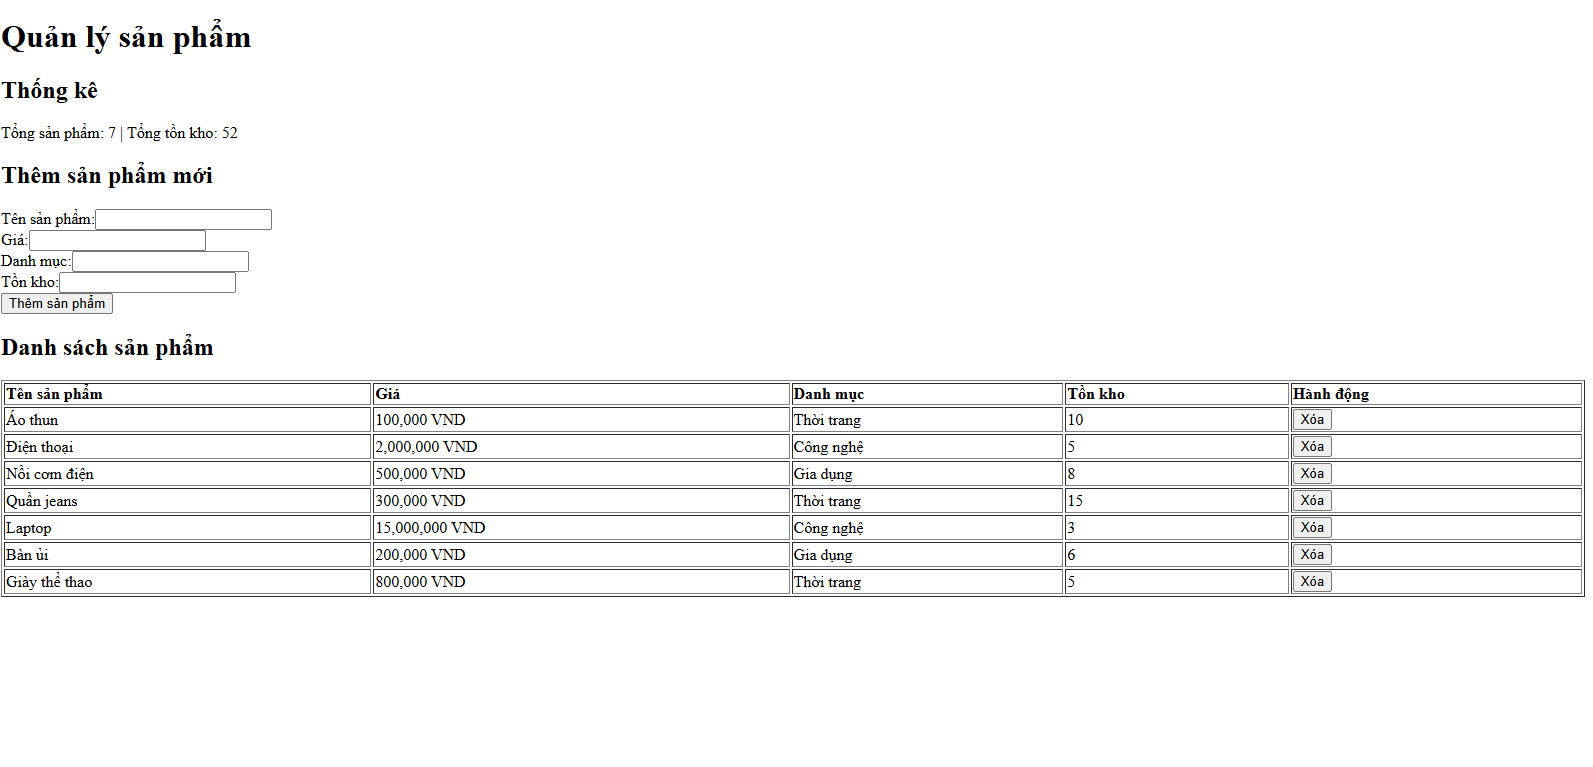 Quản lý sản phẩm
Thống kê
Tổng sản phẩm: 7 | Tổng tồn kho: 52
Thêm sản phẩm mới
Tên sản phẩm:
Giá:
Danh mục:
Tồn kho:
Thêm sản phẩm
Danh sách sản phẩm
Tên sản phẩm Giá Danh mục Tồn kho Hành động
Áo thun 100,000 VND Thời trang 10 Xóa
Điện thoại 2,000,000 VND Công nghệ 5 Xóa
Nồi cơm điện 500,000 VND Gia dụng 8 Xóa
Quần jeans 300,000 VND Thời trang 15 Xóa
Laptop 15,000,000 VND Công nghệ 3 Xóa
Bàn ủi 200,000 VND Gia dụng 6 Xóa
Giày thể thao 800,000 VND Thời trang 5 Xóa